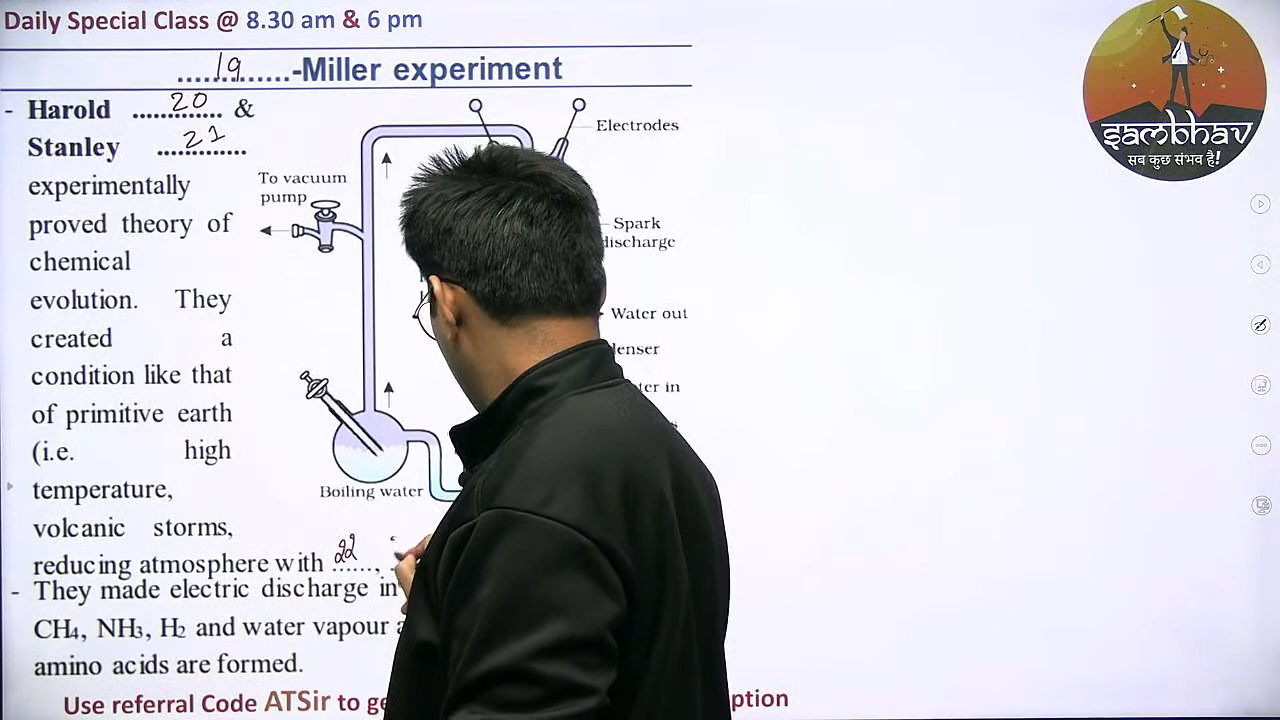 Daily Special Class @ 8.30 am & 6 pm
......19......-Miller experiment
- Harold ......20...... &
Stanley ......21......
experimentally
proved theory of
chemical
evolution. They
created a
condition like that
of primitive earth
(i.e. high
temperature,
volcanic storms,
reducing atmosphere with ..22....,
- They made electric discharge in
CH₄, NH₃, H₂ and water vapour
amino acids are formed.
Use referral Code ATSir to
Electrodes
To vacuum
pump
Spark
discharge
Water out
Boiling water
sambhav
सब कुछ संभव है!